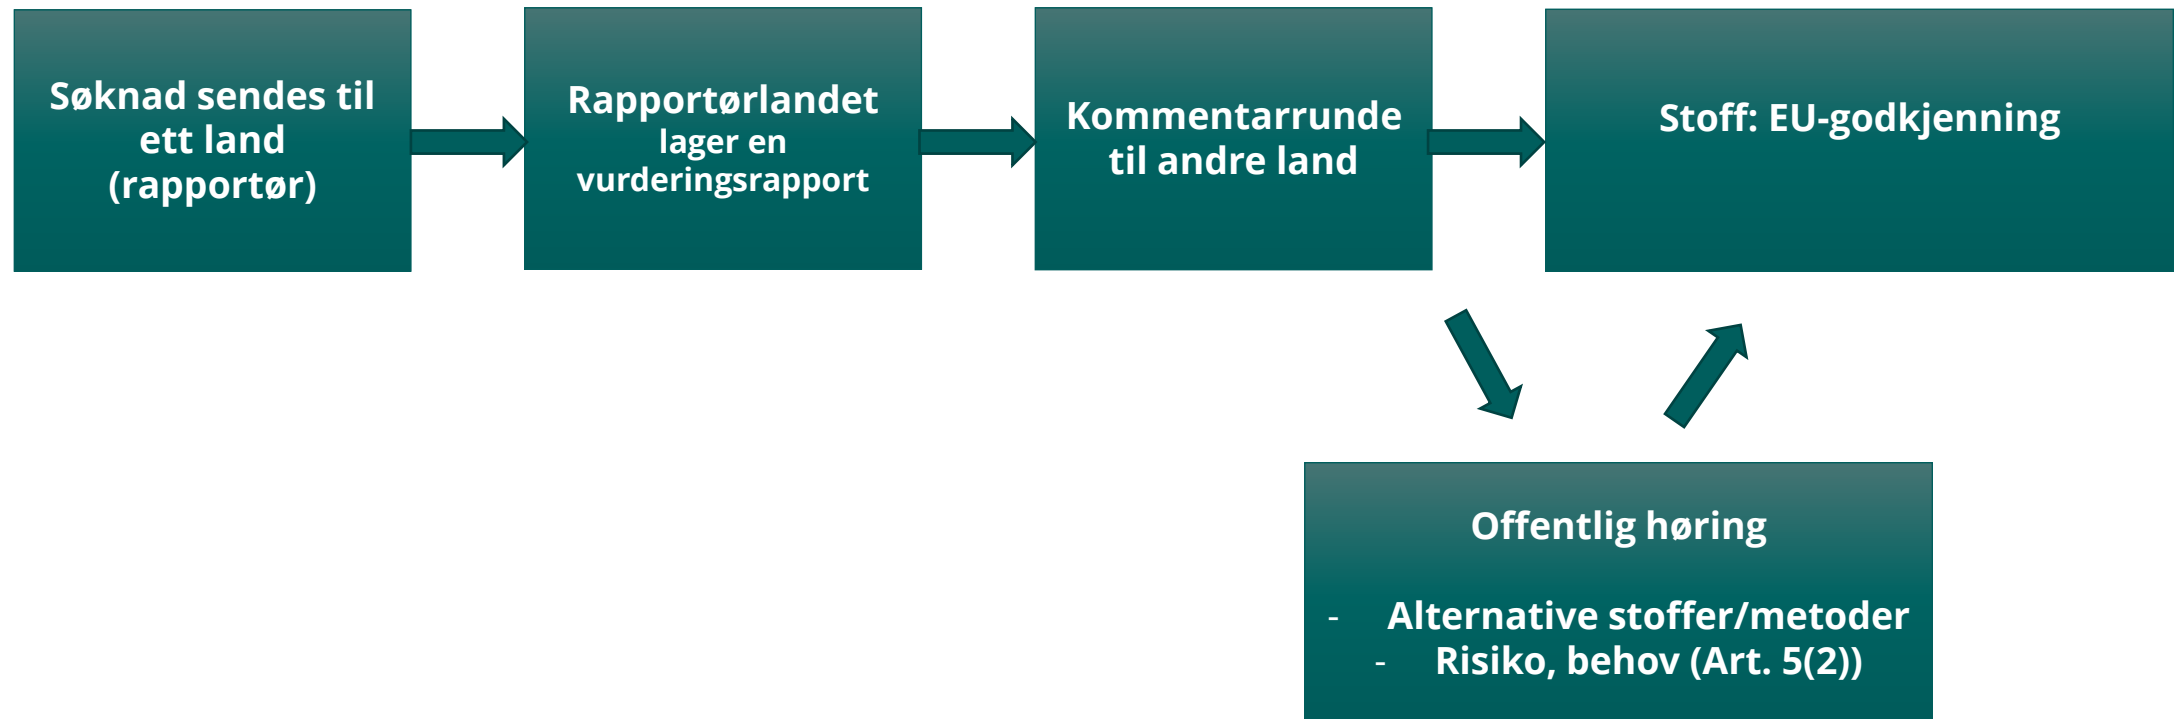 Søknad sendes til
ett land
(rapportør)
Rapportørlandet
lager en
vurderingsrapport
Kommentarrunde
til andre land
Stoff: EU-godkjenning
Offentlig høring
- Alternative stoffer/metoder
- Risiko, behov (Art. 5(2))